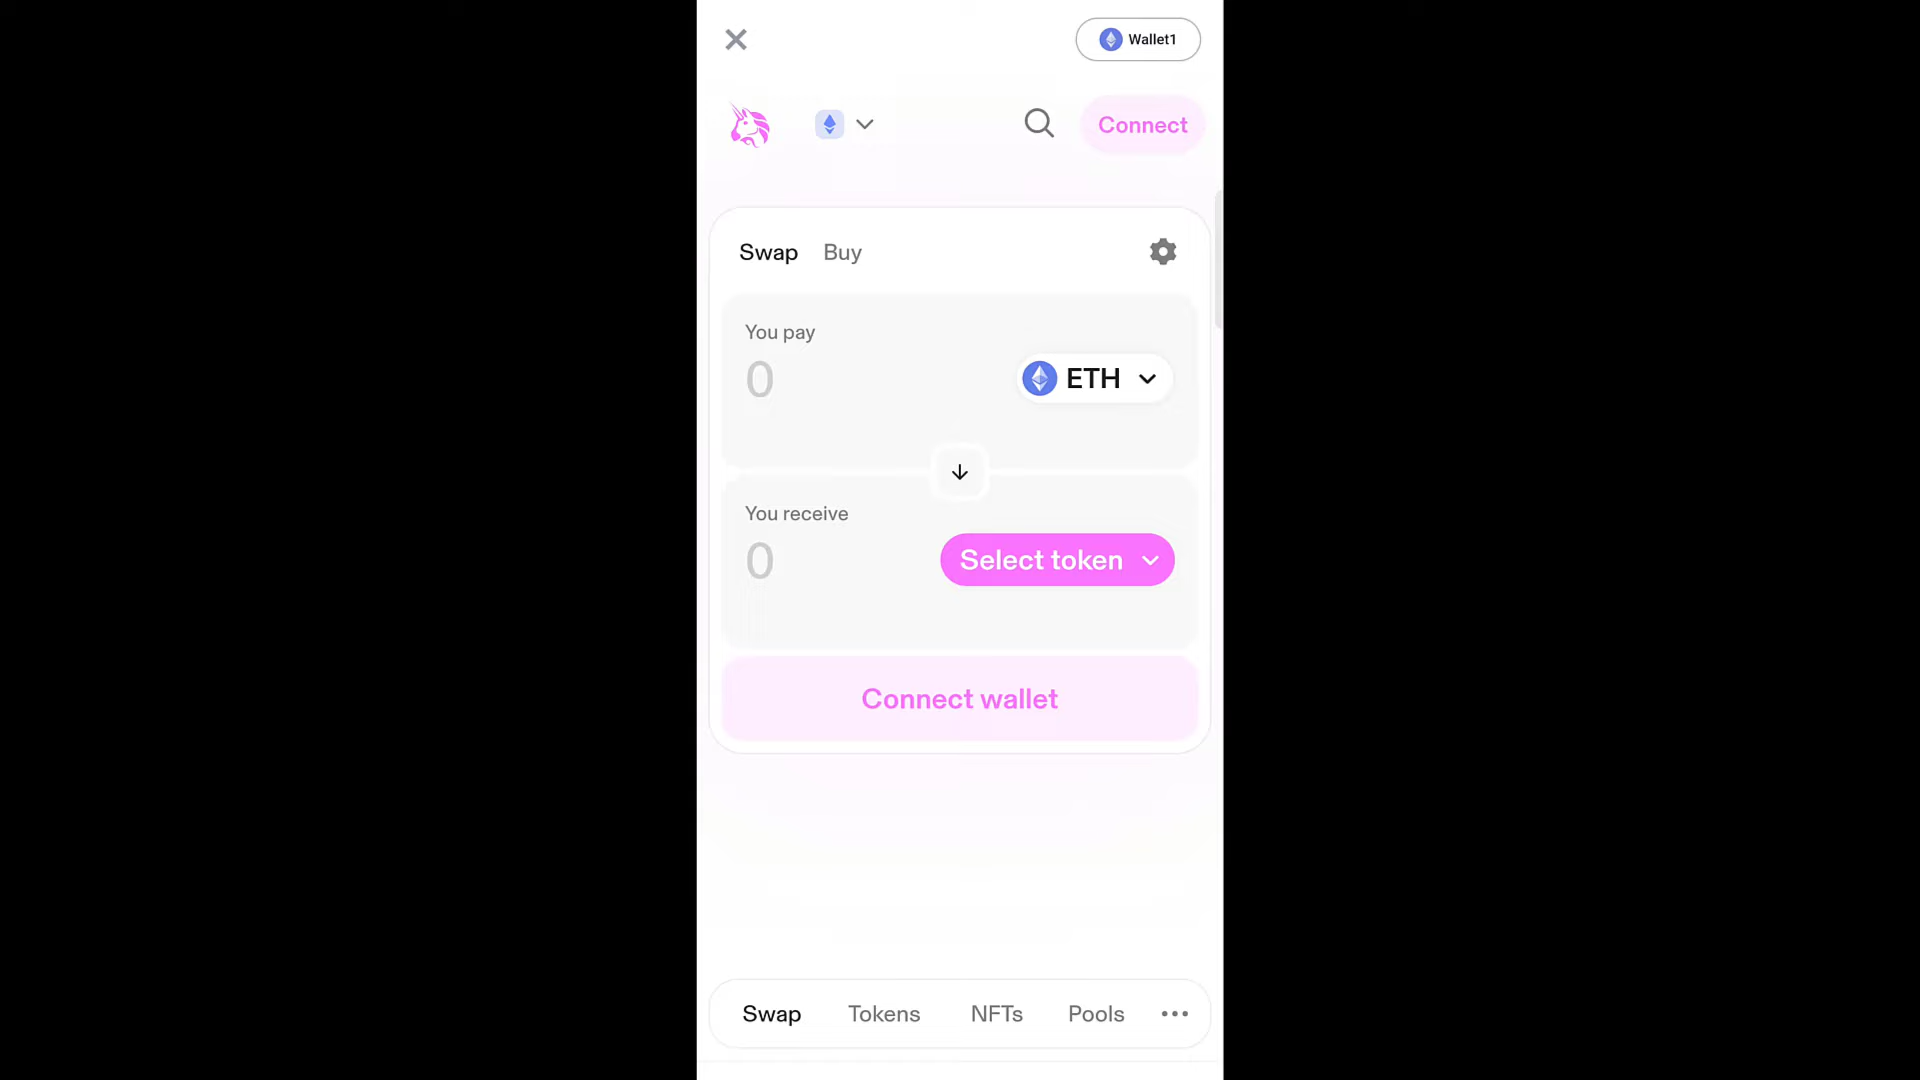 Wallet1
Connect
Swap Buy
You pay
0
ETH
You receive
0
Select token
Connect wallet
Swap Tokens NFTs Pools